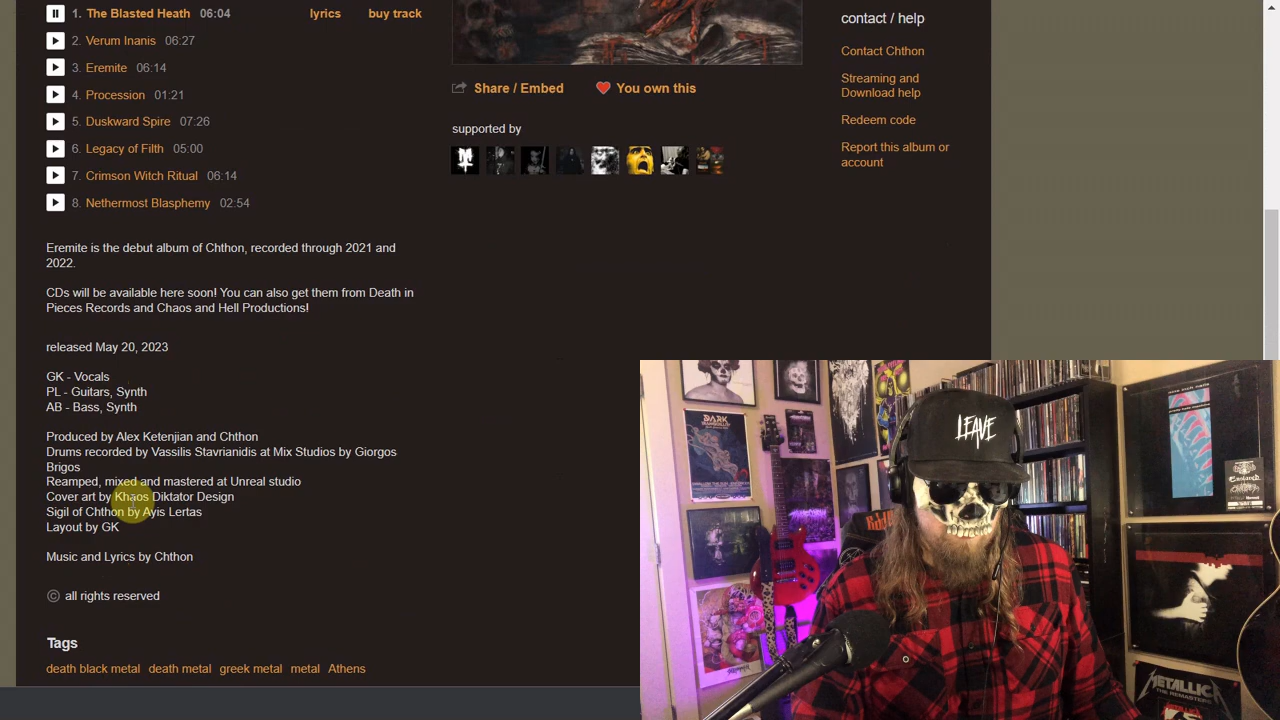 1. The Blasted Heath 06:04 lyrics buy track
2. Verum Inanis 06:27
3. Eremite 06:14
4. Procession 01:21
5. Duskward Spire 07:26
6. Legacy of Filth 05:00
7. Crimson Witch Ritual 06:14
8. Nethermost Blasphemy 02:54
Eremite is the debut album of Chthon, recorded through 2021 and
2022.
CDs will be available here soon! You can also get them from Death in
Pieces Records and Chaos and Hell Productions!
released May 20, 2023
GK - Vocals
PL - Guitars, Synth
AB - Bass, Synth
Produced by Alex Ketenjian and Chthon
Drums recorded by Vassilis Stavrianidis at Mix Studios by Giorgos
Brigos
Reamped, mixed and mastered at Unreal studio
Cover art by Khaos Diktator Design
Sigil of Chthon by Ayis Lertas
Layout by GK
Music and Lyrics by Chthon
© all rights reserved
Tags
death black metal death metal greek metal metal Athens
Share / Embed You own this
supported by
contact / help
Contact Chthon
Streaming and
Download help
Redeem code
Report this album or
account
LEAVE
DARK
Enslaved
METALLICA
THE REMASTERS